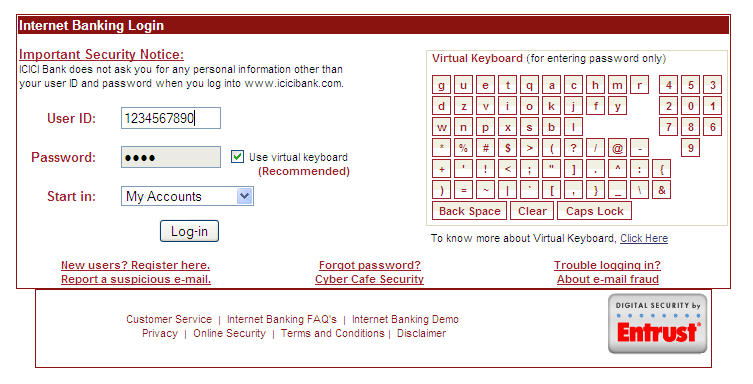 Internet Banking Login
Important Security Notice:
ICICI Bank does not ask you for any personal information other than
your user ID and password when you log into www.icicibank.com.
User ID: 1234567890
Password: ●●●● Use virtual keyboard
(Recommended)
Start in: My Accounts
Log-in
Virtual Keyboard (for entering password only)
g u e t q a c h m r 4 5 3
d z v i o k j f y 2 0 1
w n p x s b l 7 8 6
* % # $ > ( ? / @ - 9
+ ' ! < ; " ] . ^ : {
) = ~ | ` [ , } _ \ &
Back Space Clear Caps Lock
To know more about Virtual Keyboard, Click Here
New users? Register here. Forgot password? Trouble logging in?
Report a suspicious e-mail. Cyber Cafe Security About e-mail fraud
Customer Service | Internet Banking FAQ's | Internet Banking Demo
Privacy | Online Security | Terms and Conditions | Disclaimer
DIGITAL SECURITY by
Entrust®